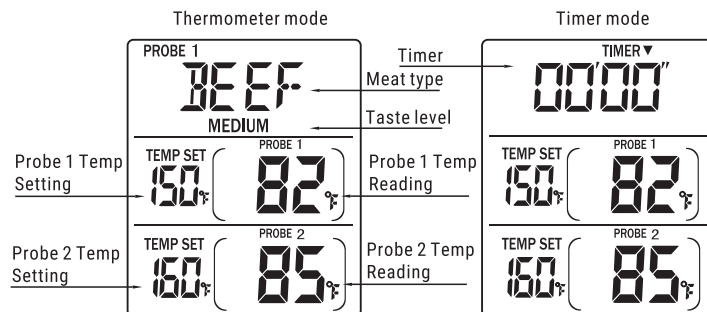 Thermometer mode
PROBE 1
BEEF
MEDIUM
TEMP SET
150°F
PROBE 1
82°F
TEMP SET
160°F
PROBE 2
85°F
Probe 1 Temp
Setting
Probe 2 Temp
Setting
Timer
Meat type
Taste level
Probe 1 Temp
Reading
Probe 2 Temp
Reading
Timer mode
TIMER▼
00'00"
TEMP SET
150°F
PROBE 1
82°F
TEMP SET
160°F
PROBE 2
85°F